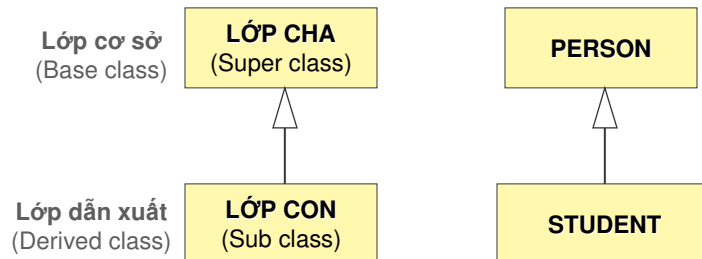 Lớp cơ sở
(Base class)
LỚP CHA
(Super class)
PERSON
Lớp dẫn xuất
(Derived class)
LỚP CON
(Sub class)
STUDENT